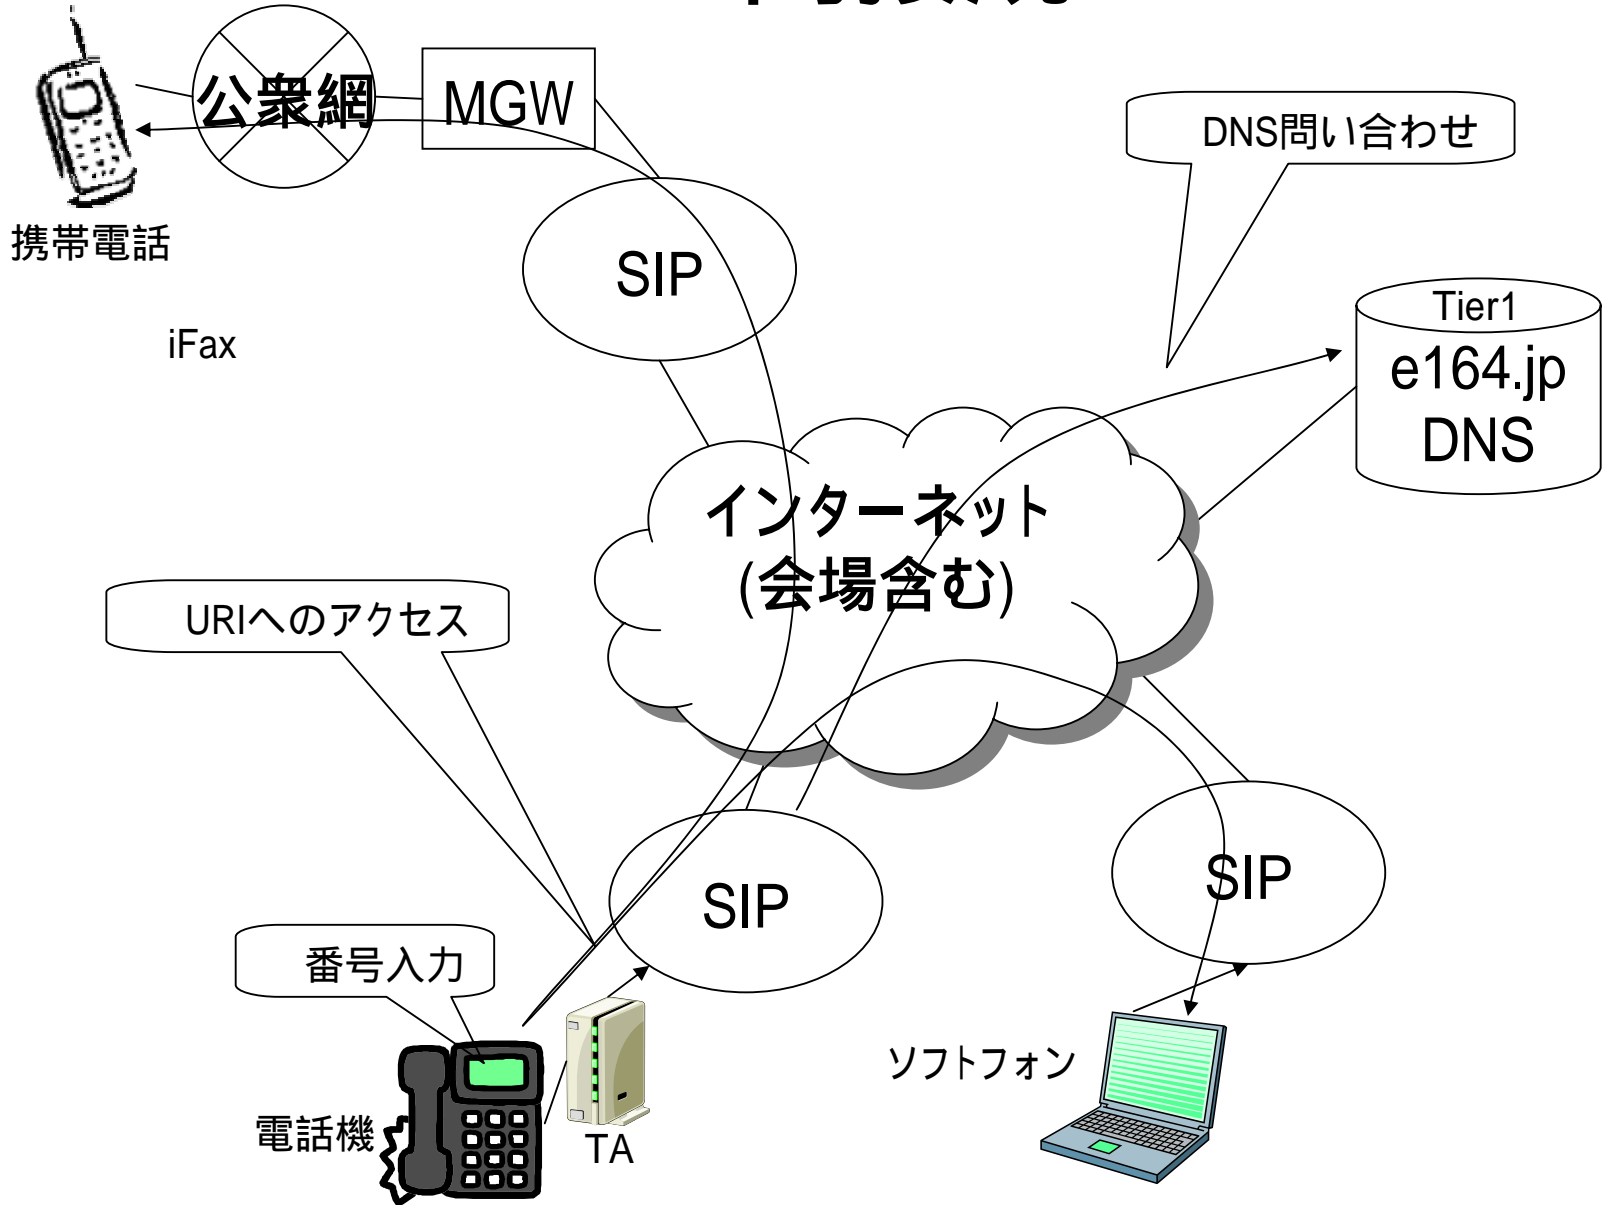 公衆網
MGW
DNS問い合わせ
携帯電話
SIP
iFax
Tier1
e164.jp
DNS
インターネット
(会場含む)
URIへのアクセス
SIP
SIP
番号入力
ソフトフォン
電話機
TA